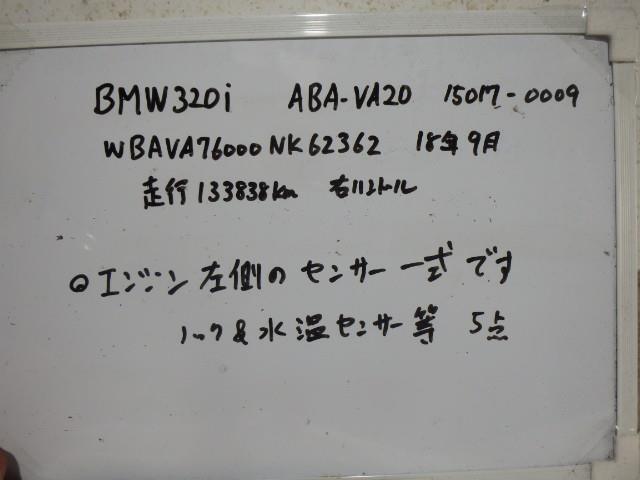 BMW320i ABA-VA20 15017-0009
WBAVA76000NK62362 18年9月
走行133838km 右ハンドル
◎エンジン左側のセンサー一式です
ノック&水温センサー等 5点